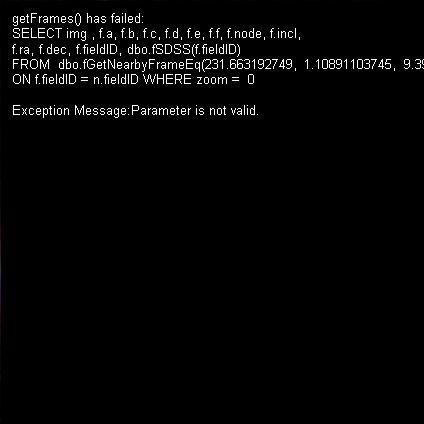 getFrames() has failed:
SELECT img , f.a, f.b, f.c, f.d, f.e, f.f, f.node, f.incl,
f.ra, f.dec, f.fieldID, dbo.fSDSS(f.fieldID)
FROM dbo.fGetNearbyFrameEq(231.663192749, 1.10891103745, 9.39
ON f.fieldID = n.fieldID WHERE zoom = 0
Exception Message:Parameter is not valid.